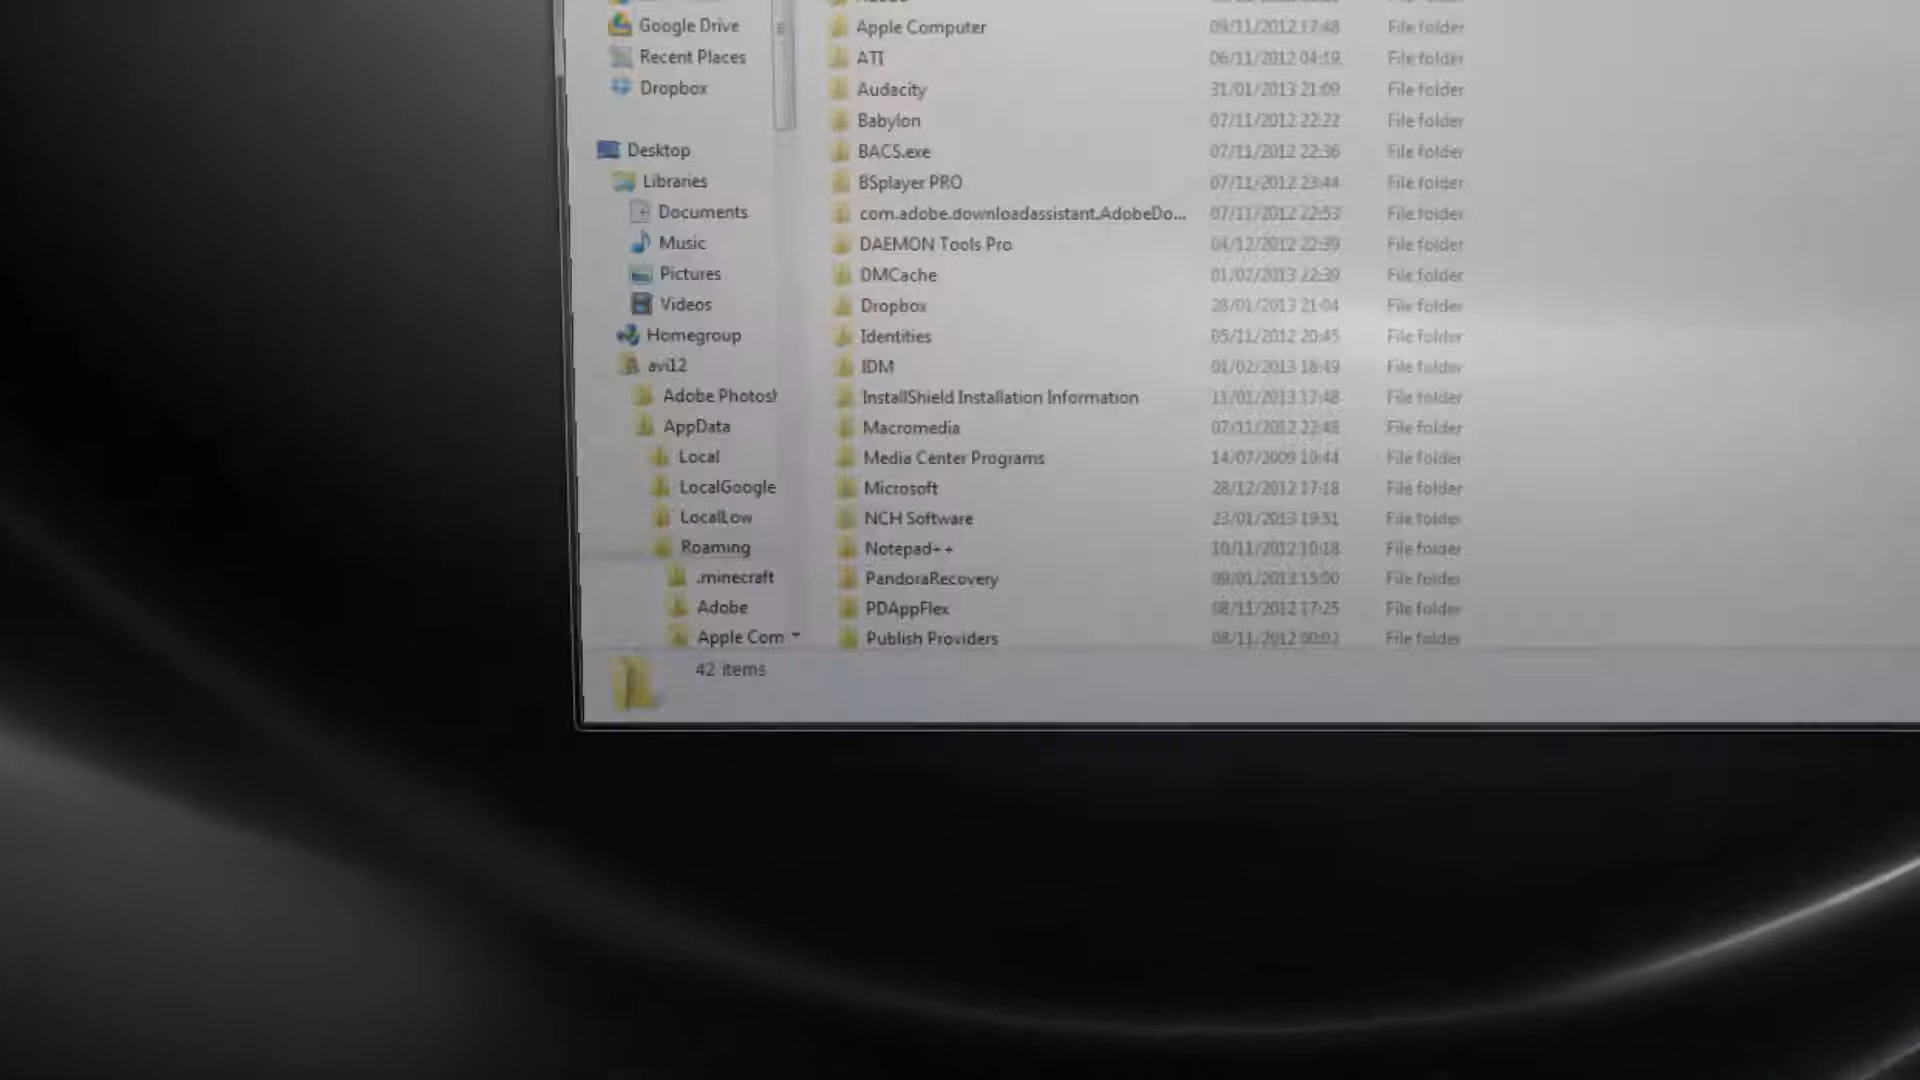 Google Drive
Recent Places
Dropbox
Desktop
Libraries
Documents
Music
Pictures
Videos
Homegroup
avi12
Adobe Photosh
AppData
Local
LocalGoogle
LocalLow
Roaming
.minecraft
Adobe
Apple Com
Apple Computer 09/11/2012 17:48 File folder
ATI 06/11/2012 04:19 File folder
Audacity 31/01/2013 21:09 File folder
Babylon 07/11/2012 22:22 File folder
BACS.exe 07/11/2012 22:36 File folder
BSplayer PRO 07/11/2012 23:44 File folder
com.adobe.downloadassistant.AdobeDo... 07/11/2012 22:53 File folder
DAEMON Tools Pro 04/12/2012 22:39 File folder
DMCache 01/02/2013 22:39 File folder
Dropbox 28/01/2013 21:04 File folder
Identities 05/11/2012 20:45 File folder
IDM 01/02/2013 18:49 File folder
InstallShield Installation Information 11/01/2013 17:48 File folder
Macromedia 07/11/2012 22:48 File folder
Media Center Programs 14/07/2009 10:44 File folder
Microsoft 28/12/2012 17:18 File folder
NCH Software 23/01/2013 19:51 File folder
Notepad++ 10/11/2012 10:18 File folder
PandoraRecovery 09/01/2013 15:00 File folder
PDAppFlex 08/11/2012 17:25 File folder
Publish Providers 08/11/2012 00:02 File folder
42 items